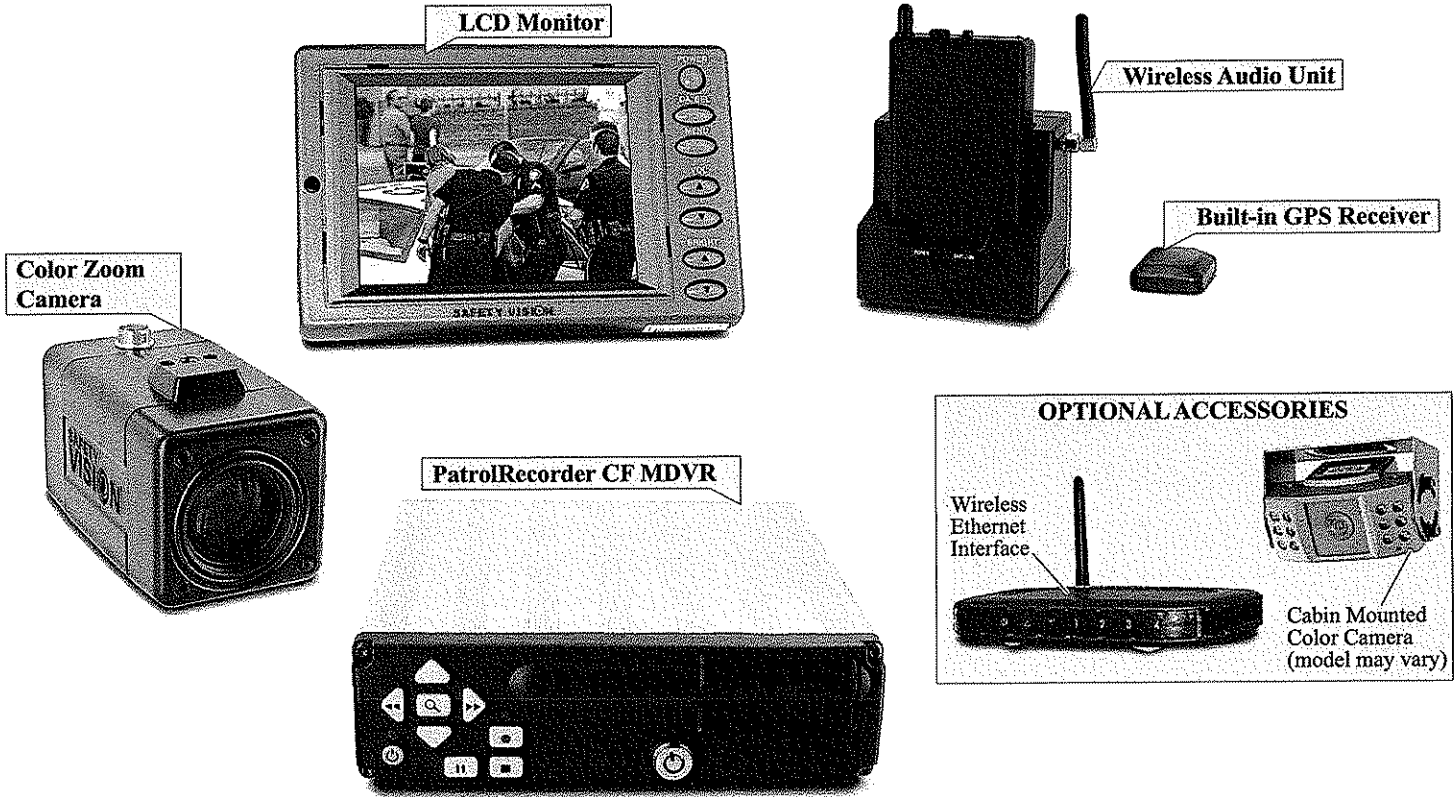 LCD Monitor
Wireless Audio Unit
Built-in GPS Receiver
Color Zoom
Camera
SAFETY VISION
VISION
OPTIONAL ACCESSORIES
PatrolRecorder CF MDVR
Wireless
Ethernet
Interface
Cabin Mounted
Color Camera
(model may vary)